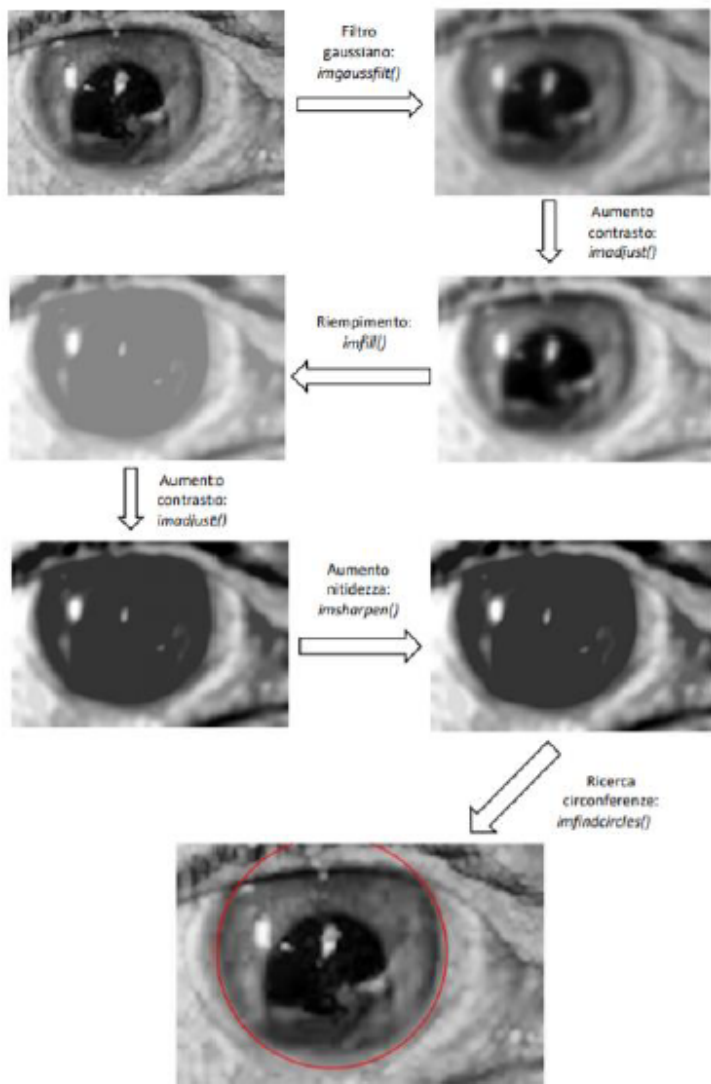 Filtro
gaussiano:
imgaussfilt()
Aumento
contrasto:
imadjust()
Riempimento:
imfill()
Aumento
contrasto:
imadjust()
Aumento
nitidezza:
imsharpen()
Ricerca
circonferenze:
imfindcircles()